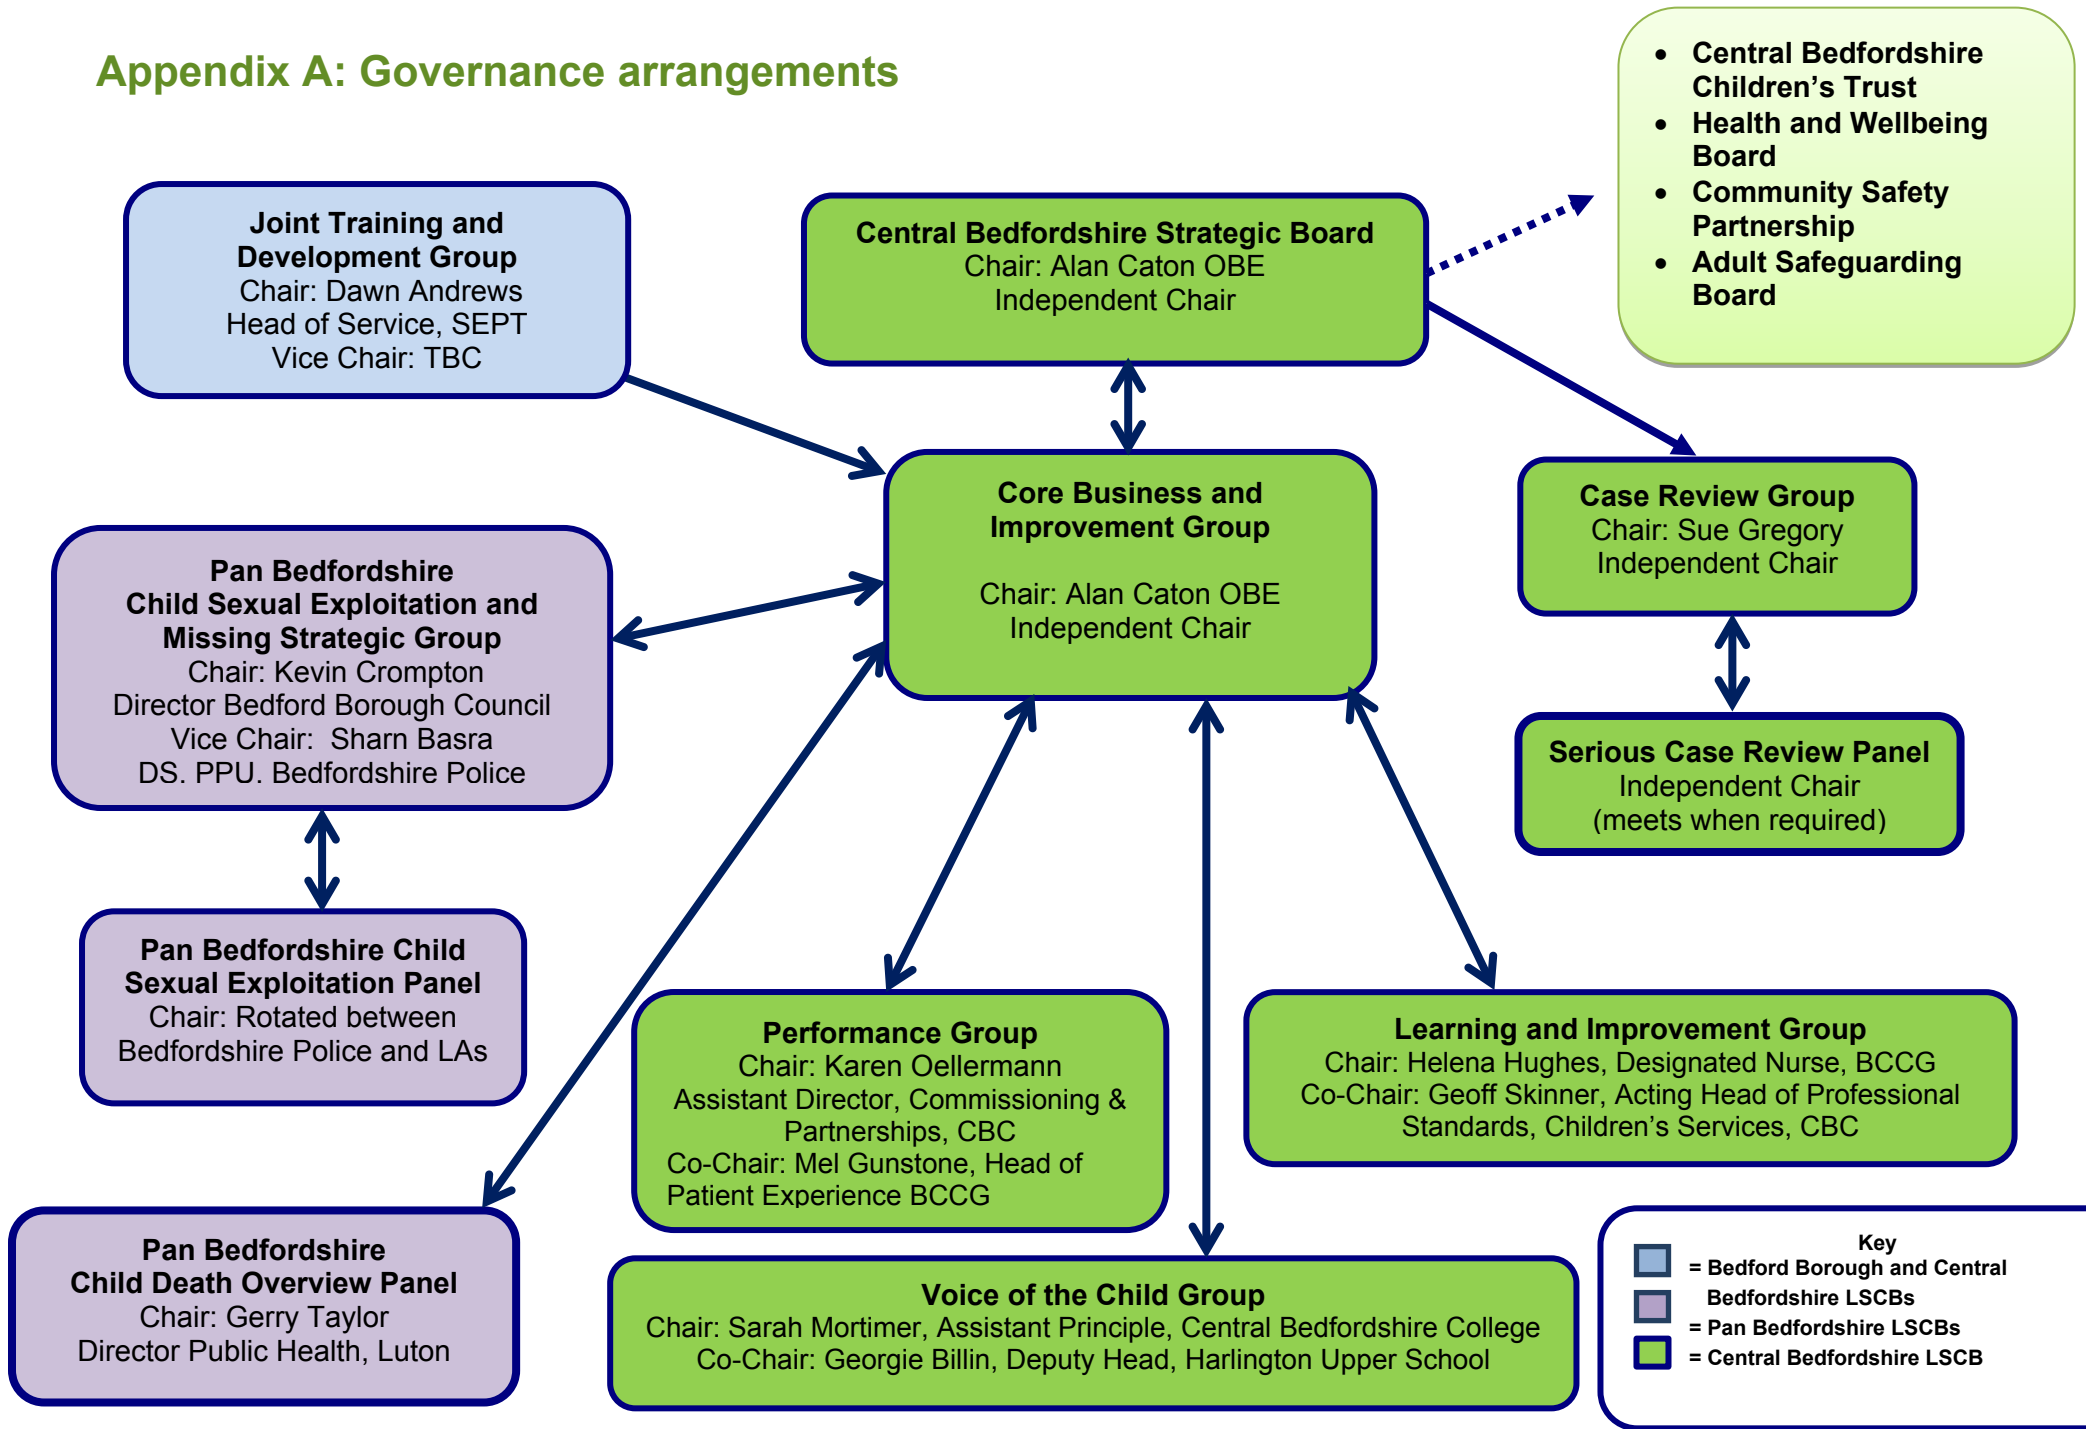 Appendix A: Governance arrangements
• Central Bedfordshire
Children’s Trust
• Health and Wellbeing
Board
• Community Safety
Partnership
• Adult Safeguarding
Board
Joint Training and
Development Group
Chair: Dawn Andrews
Head of Service, SEPT
Vice Chair: TBC
Central Bedfordshire Strategic Board
Chair: Alan Caton OBE
Independent Chair
Core Business and
Improvement Group
Chair: Alan Caton OBE
Independent Chair
Case Review Group
Chair: Sue Gregory
Independent Chair
Pan Bedfordshire
Child Sexual Exploitation and
Missing Strategic Group
Chair: Kevin Crompton
Director Bedford Borough Council
Vice Chair:  Sharn Basra
DS. PPU. Bedfordshire Police
Serious Case Review Panel
Independent Chair
(meets when required)
Pan Bedfordshire Child
Sexual Exploitation Panel
Chair: Rotated between
Bedfordshire Police and LAs
Performance Group
Chair: Karen Oellermann
Assistant Director, Commissioning &
Partnerships, CBC
Co-Chair: Mel Gunstone, Head of
Patient Experience BCCG
Learning and Improvement Group
Chair: Helena Hughes, Designated Nurse, BCCG
Co-Chair: Geoff Skinner, Acting Head of Professional
Standards, Children’s Services, CBC
Pan Bedfordshire
Child Death Overview Panel
Chair: Gerry Taylor
Director Public Health, Luton
Voice of the Child Group
Chair: Sarah Mortimer, Assistant Principle, Central Bedfordshire College
Co-Chair: Georgie Billin, Deputy Head, Harlington Upper School
Key
= Bedford Borough and Central
Bedfordshire LSCBs
= Pan Bedfordshire LSCBs
= Central Bedfordshire LSCB